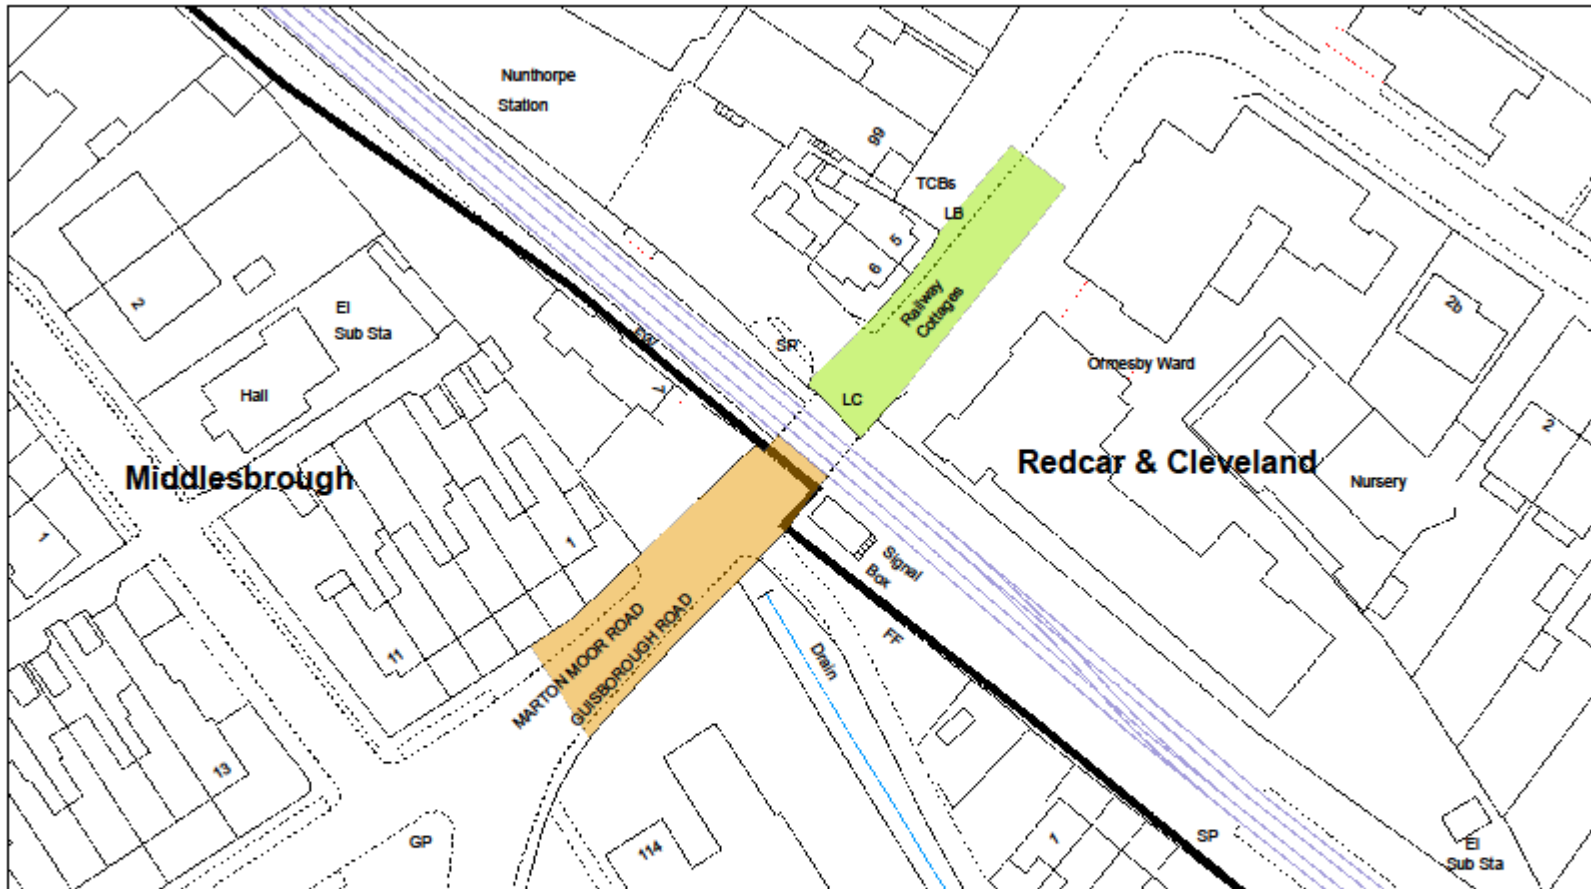 Nunthorpe
Station
99
TCBs
LB
5
6
Railway
Cottages
2
El
Sub Sta
Hall
FW
7
SR
LC
Ormesby Ward
2b
2
Nursery
Middlesbrough
Redcar & Cleveland
1
1
Signal
Box
FF
Drain
MARTON MOOR ROAD
GUISBOROUGH ROAD
11
13
GP
114
1
SP
El
Sub Sta